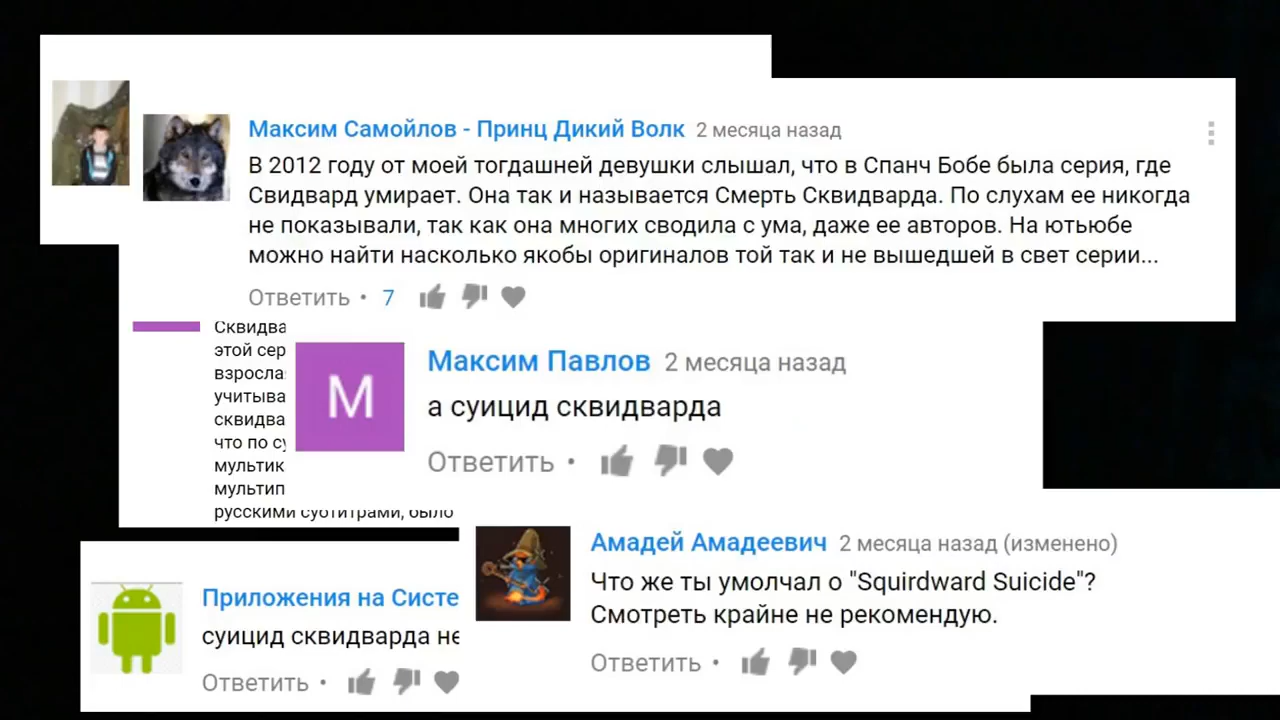 Максим Самойлов - Принц Дикий Волк 2 месяца назад
В 2012 году от моей тогдашней девушки слышал, что в Спанч Бобе была серия, где
Свидвард умирает. Она так и называется Смерть Сквидварда. По слухам ее никогда
не показывали, так как она многих сводила с ума, даже ее авторов. На ютьюбе
можно найти насколько якобы оригиналов той так и не вышедшей в свет серии...
Ответить • 7
Сквидва
этой сер
взросла
учитыва
сквидва
что по су
мультик
мультип
русскими субтитрами, было
М
Максим Павлов 2 месяца назад
а суицид сквидварда
Ответить •
Амадей Амадеевич 2 месяца назад (изменено)
Что же ты умолчал о "Squirdward Suicide"?
Смотреть крайне не рекомендую.
Ответить •
Приложения на Систе
суицид сквидварда не
Ответить •